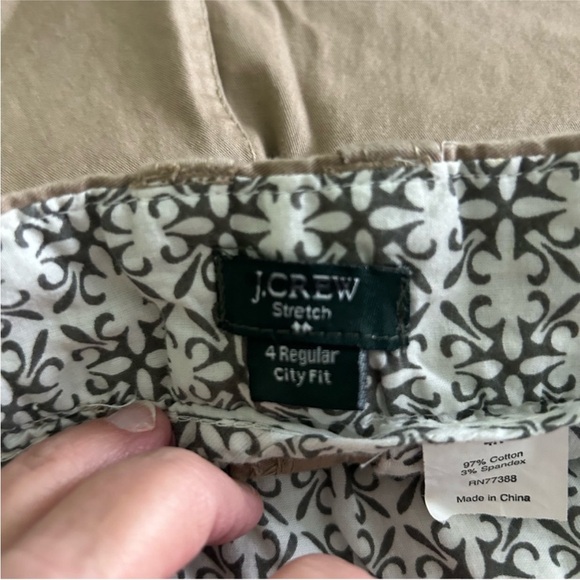 J.CREW
Stretch
4 Regular
City Fit
97% Cotton
3% Spandex
RN77388
Made in China